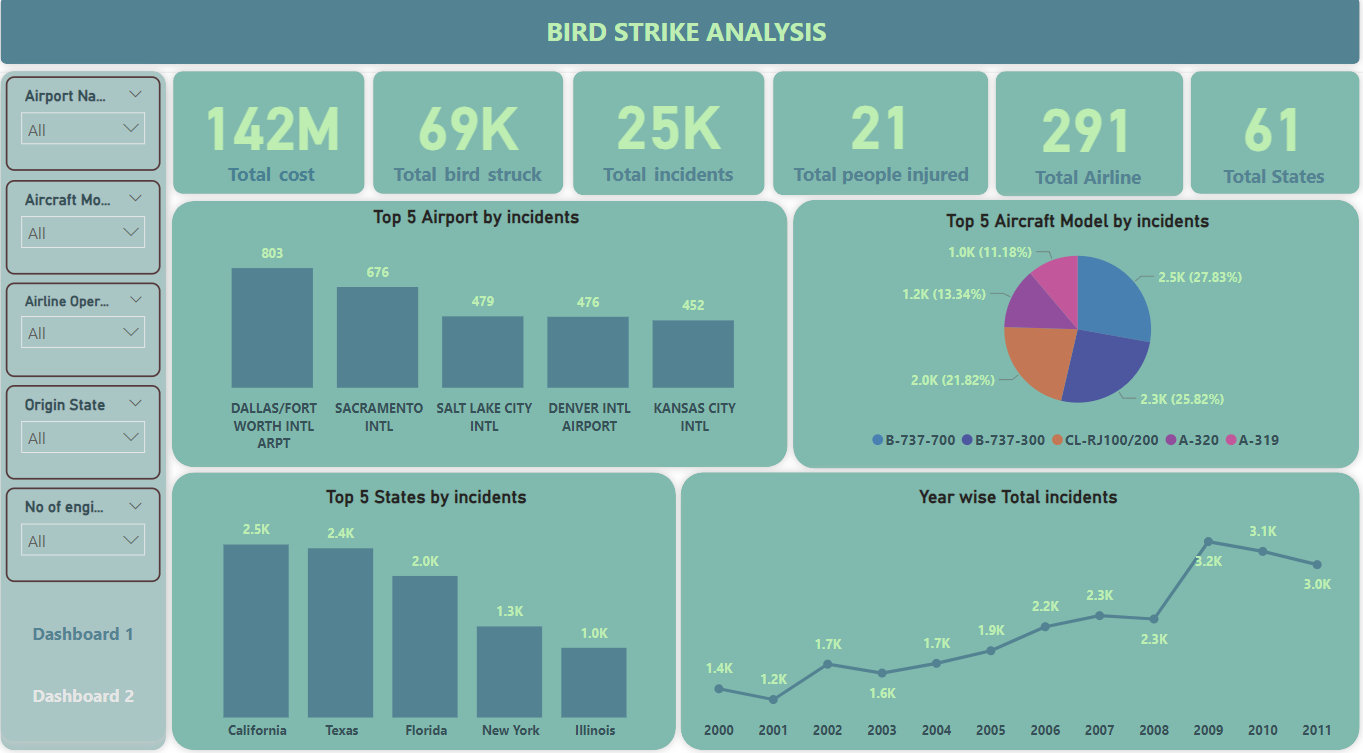 BIRD STRIKE ANALYSIS
Airport Na...
All
Aircraft Mo...
All
Airline Oper...
All
Origin State
All
No of engi...
All
Dashboard 1
Dashboard 2
142M
Total cost
69K
Total bird struck
25K
Total incidents
21
Total people injured
291
Total Airline
61
Total States
Top 5 Airport by incidents
803
676
479
476
452
DALLAS/FORT
WORTH INTL
ARPT
SACRAMENTO
INTL
SALT LAKE CITY
INTL
DENVER INTL
AIRPORT
KANSAS CITY
INTL
Top 5 Aircraft Model by incidents
1.0K (11.18%)
2.5K (27.83%)
1.2K (13.34%)
2.0K (21.82%)
2.3K (25.82%)
B-737-700 B-737-300 CL-RJ100/200 A-320 A-319
Top 5 States by incidents
2.5K
2.4K
2.0K
1.3K
1.0K
California Texas Florida New York Illinois
Year wise Total incidents
1.4K
1.2K
1.7K
1.6K
1.7K
1.9K
2.2K
2.3K
2.3K
3.2K
3.1K
3.0K
2000 2001 2002 2003 2004 2005 2006 2007 2008 2009 2010 2011